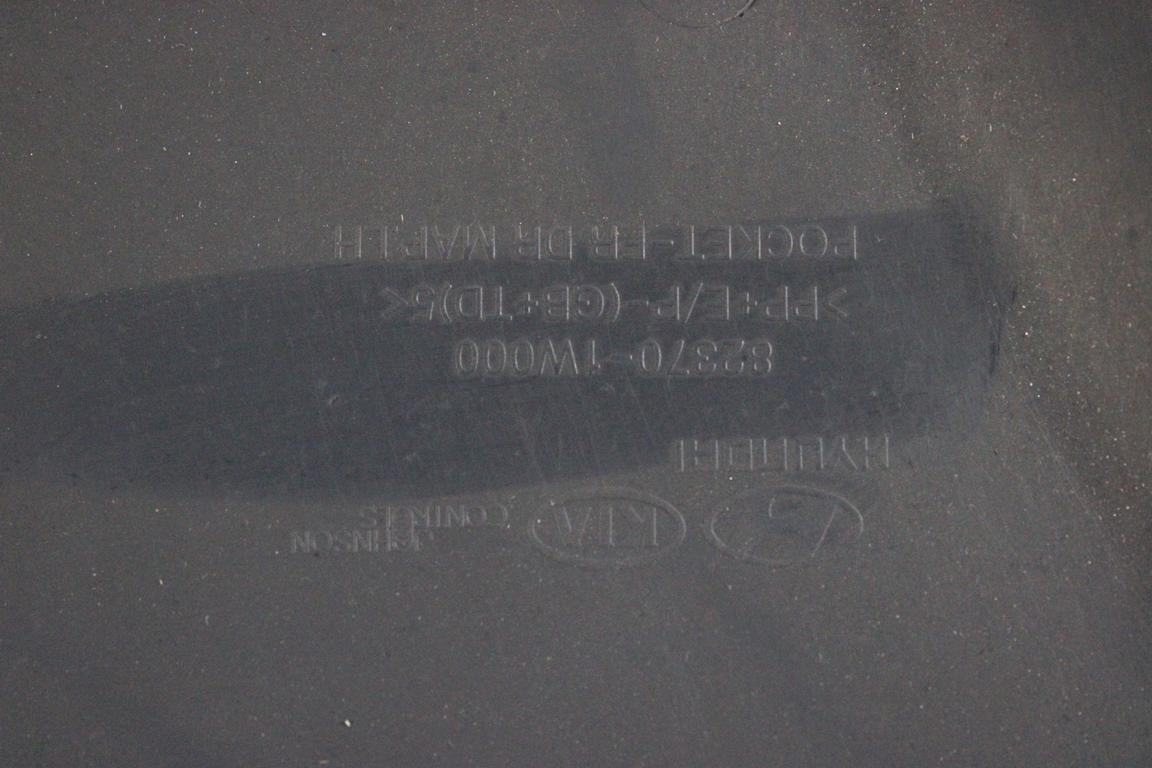 JOHNSON
CONTROLS
KIA
HYUNDAI
82370-1W000
>PP+E/P-(GB+TD)5<
POCKET-FR DR MAP,LH